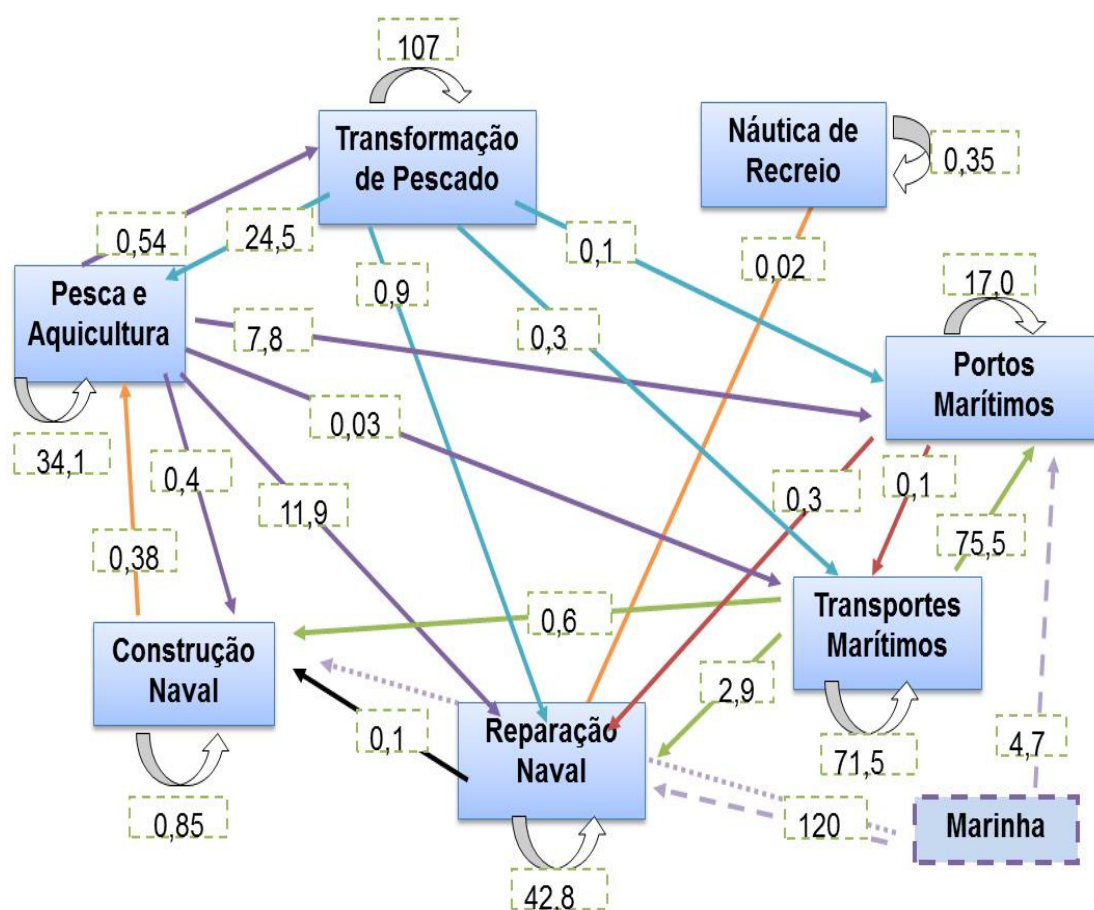 107
Transformação
de Pescado
Náutica de
Recreio
0,35
0,54
24,5
0,1
0,02
Pesca e
Aquicultura
0,9
0,3
17,0
7,8
Portos
Marítimos
0,03
34,1
0,4
11,9
0,3
0,1
0,38
75,5
0,6
Transportes
Marítimos
Construção
Naval
2,9
0,1
Reparação
Naval
71,5
4,7
0,85
120
Marinha
42,8